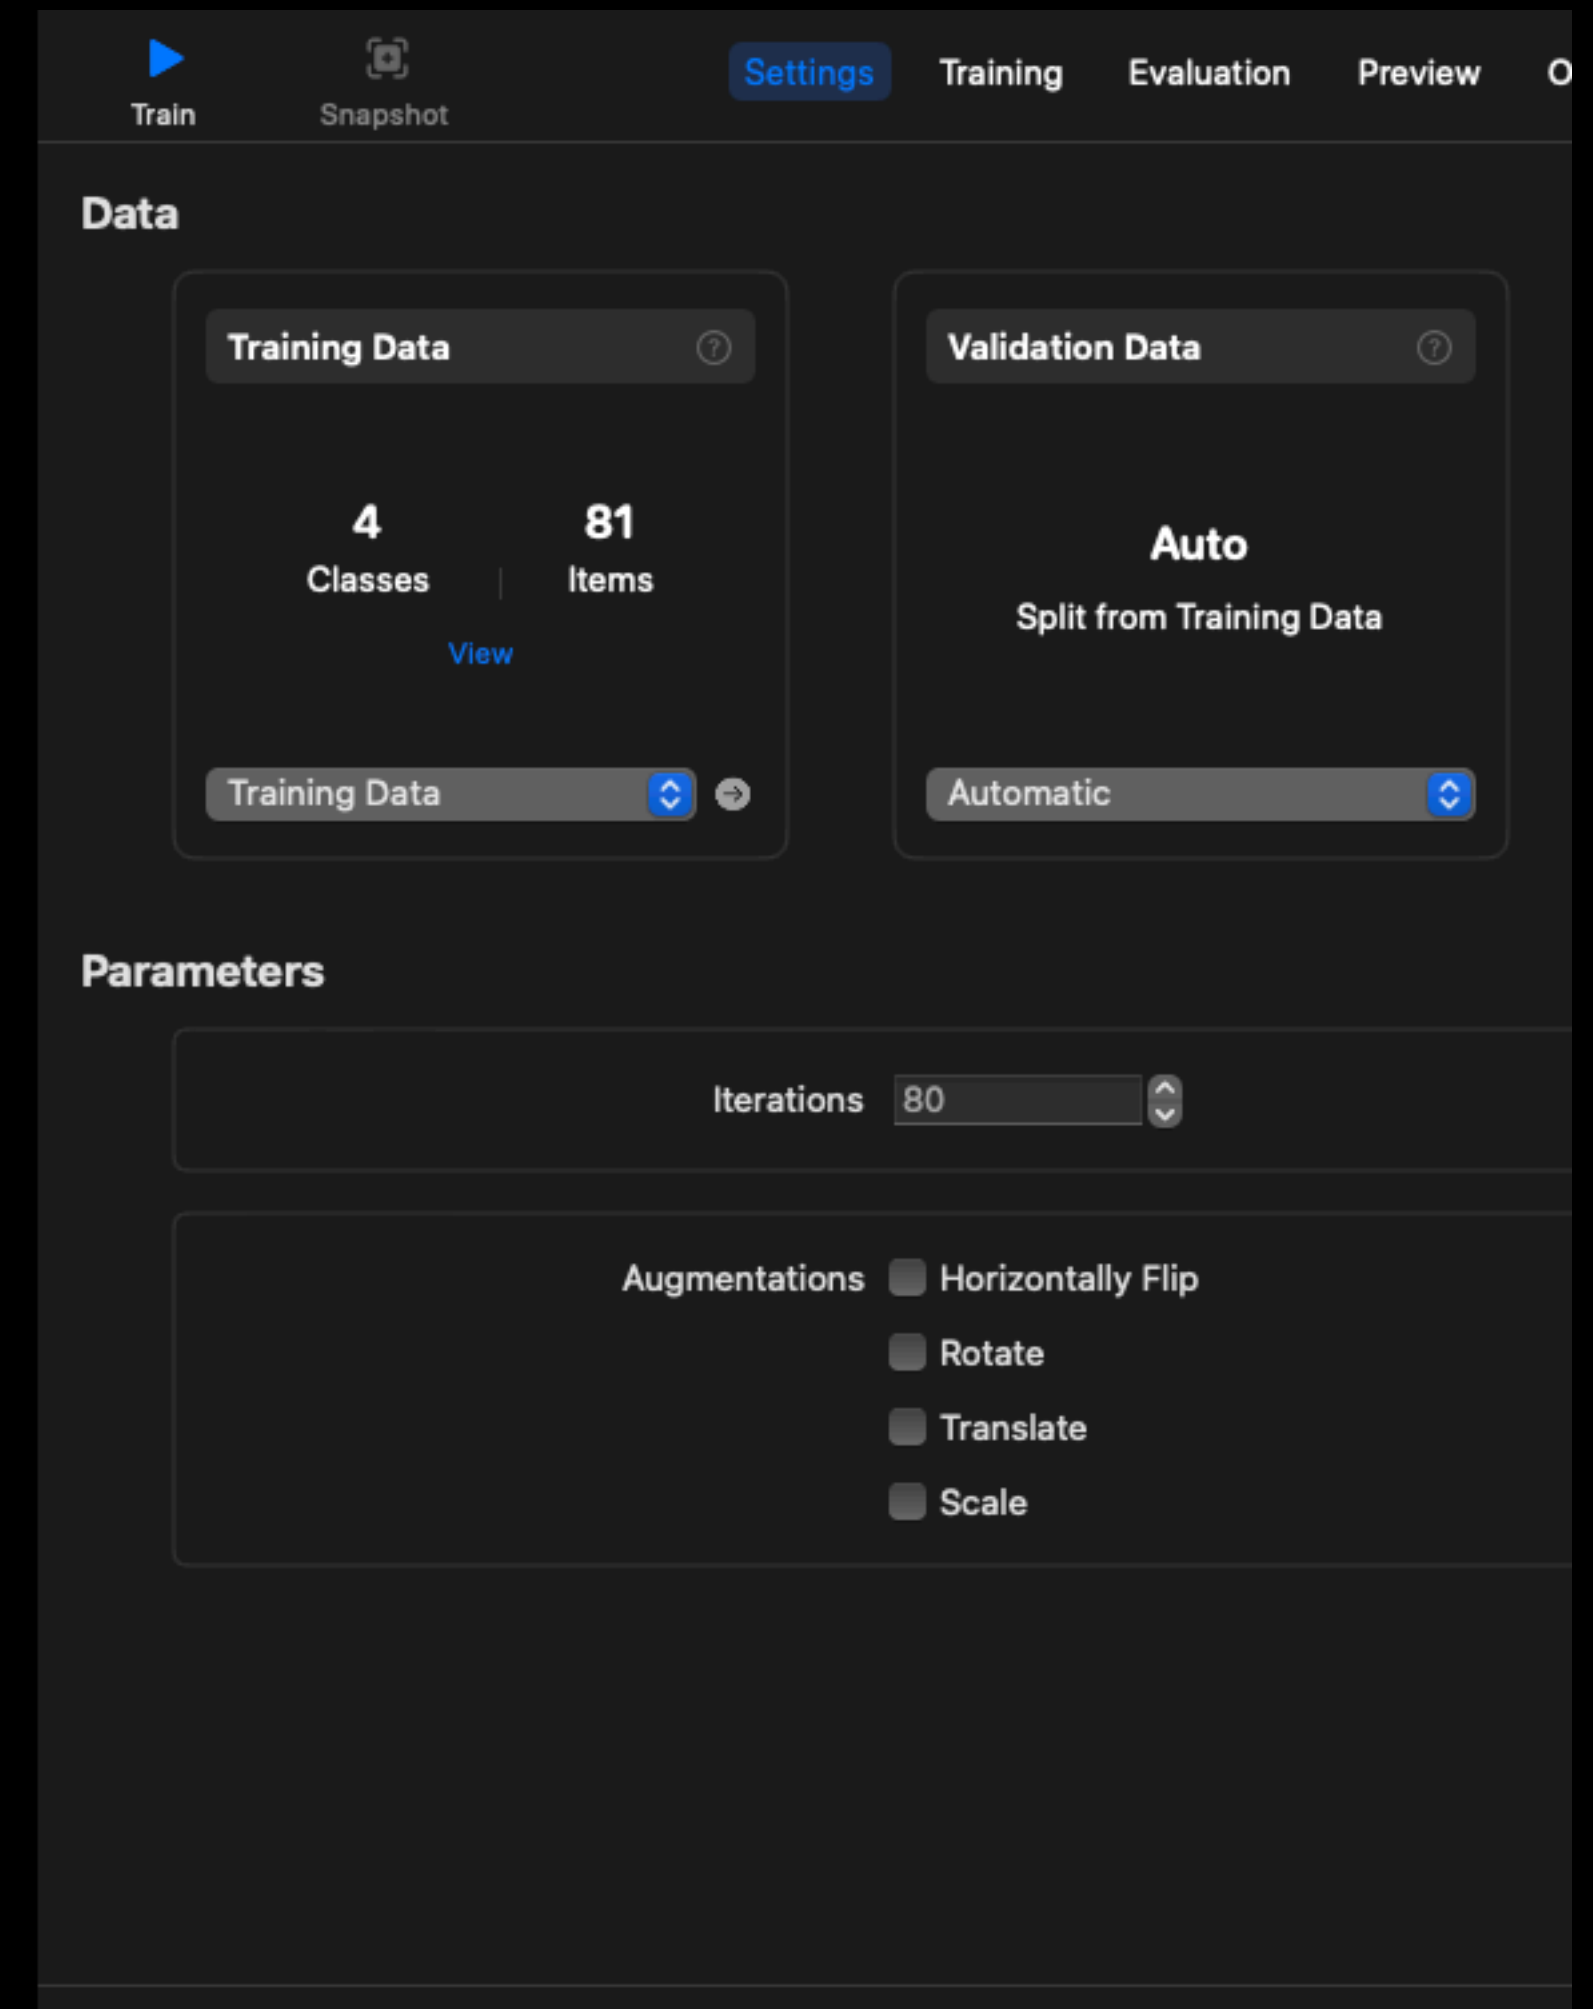 Train Snapshot Settings Training Evaluation Preview
Data
Training Data ? Validation Data ?
4 81
Classes Items
Auto
Split from Training Data
View
Training Data Automatic
Parameters
Iterations 80
Augmentations Horizontally Flip
Rotate
Translate
Scale